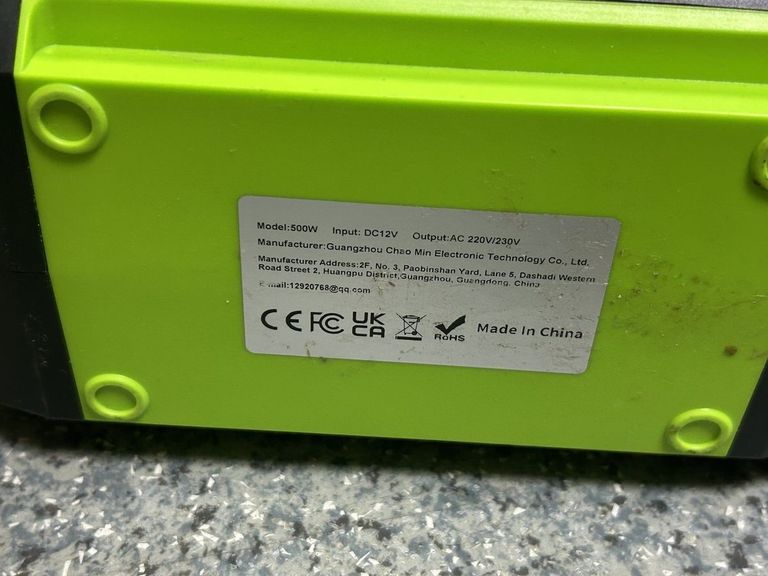 Model:500W Input: DC12V Output:AC 220V/230V
Manufacturer:Guangzhou Chao Min Electronic Technology Co., Ltd,
Manufacturer Address:2F, No. 3, Paobinshan Yard, Lane 5, Dashadi Western
Road Street 2, Huangpu District,Guangzhou, Guangdong, China
E-mail:12920768@qq.com
CE FC UK CA RoHS Made In China